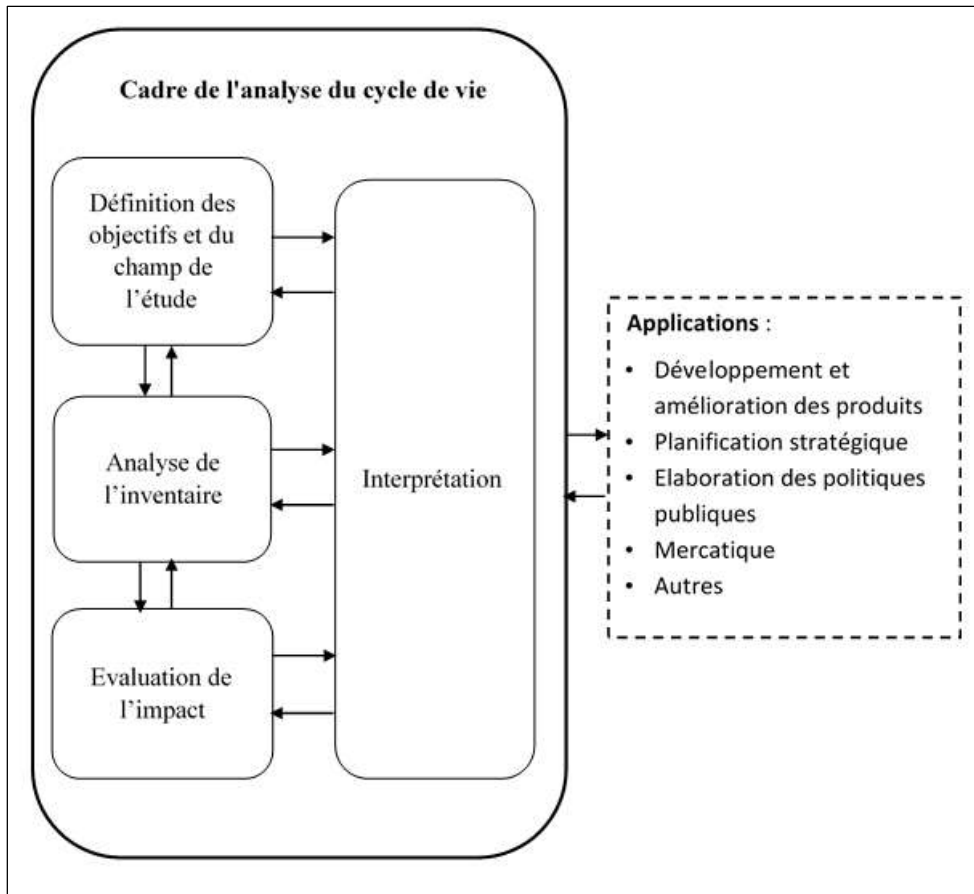 Cadre de l'analyse du cycle de vie
Définition des
objectifs et du
champ de
l'étude
Analyse de
l'inventaire
Evaluation de
l'impact
Interprétation
Applications :
• Développement et
amélioration des produits
• Planification stratégique
• Elaboration des politiques
publiques
• Mercatique
• Autres